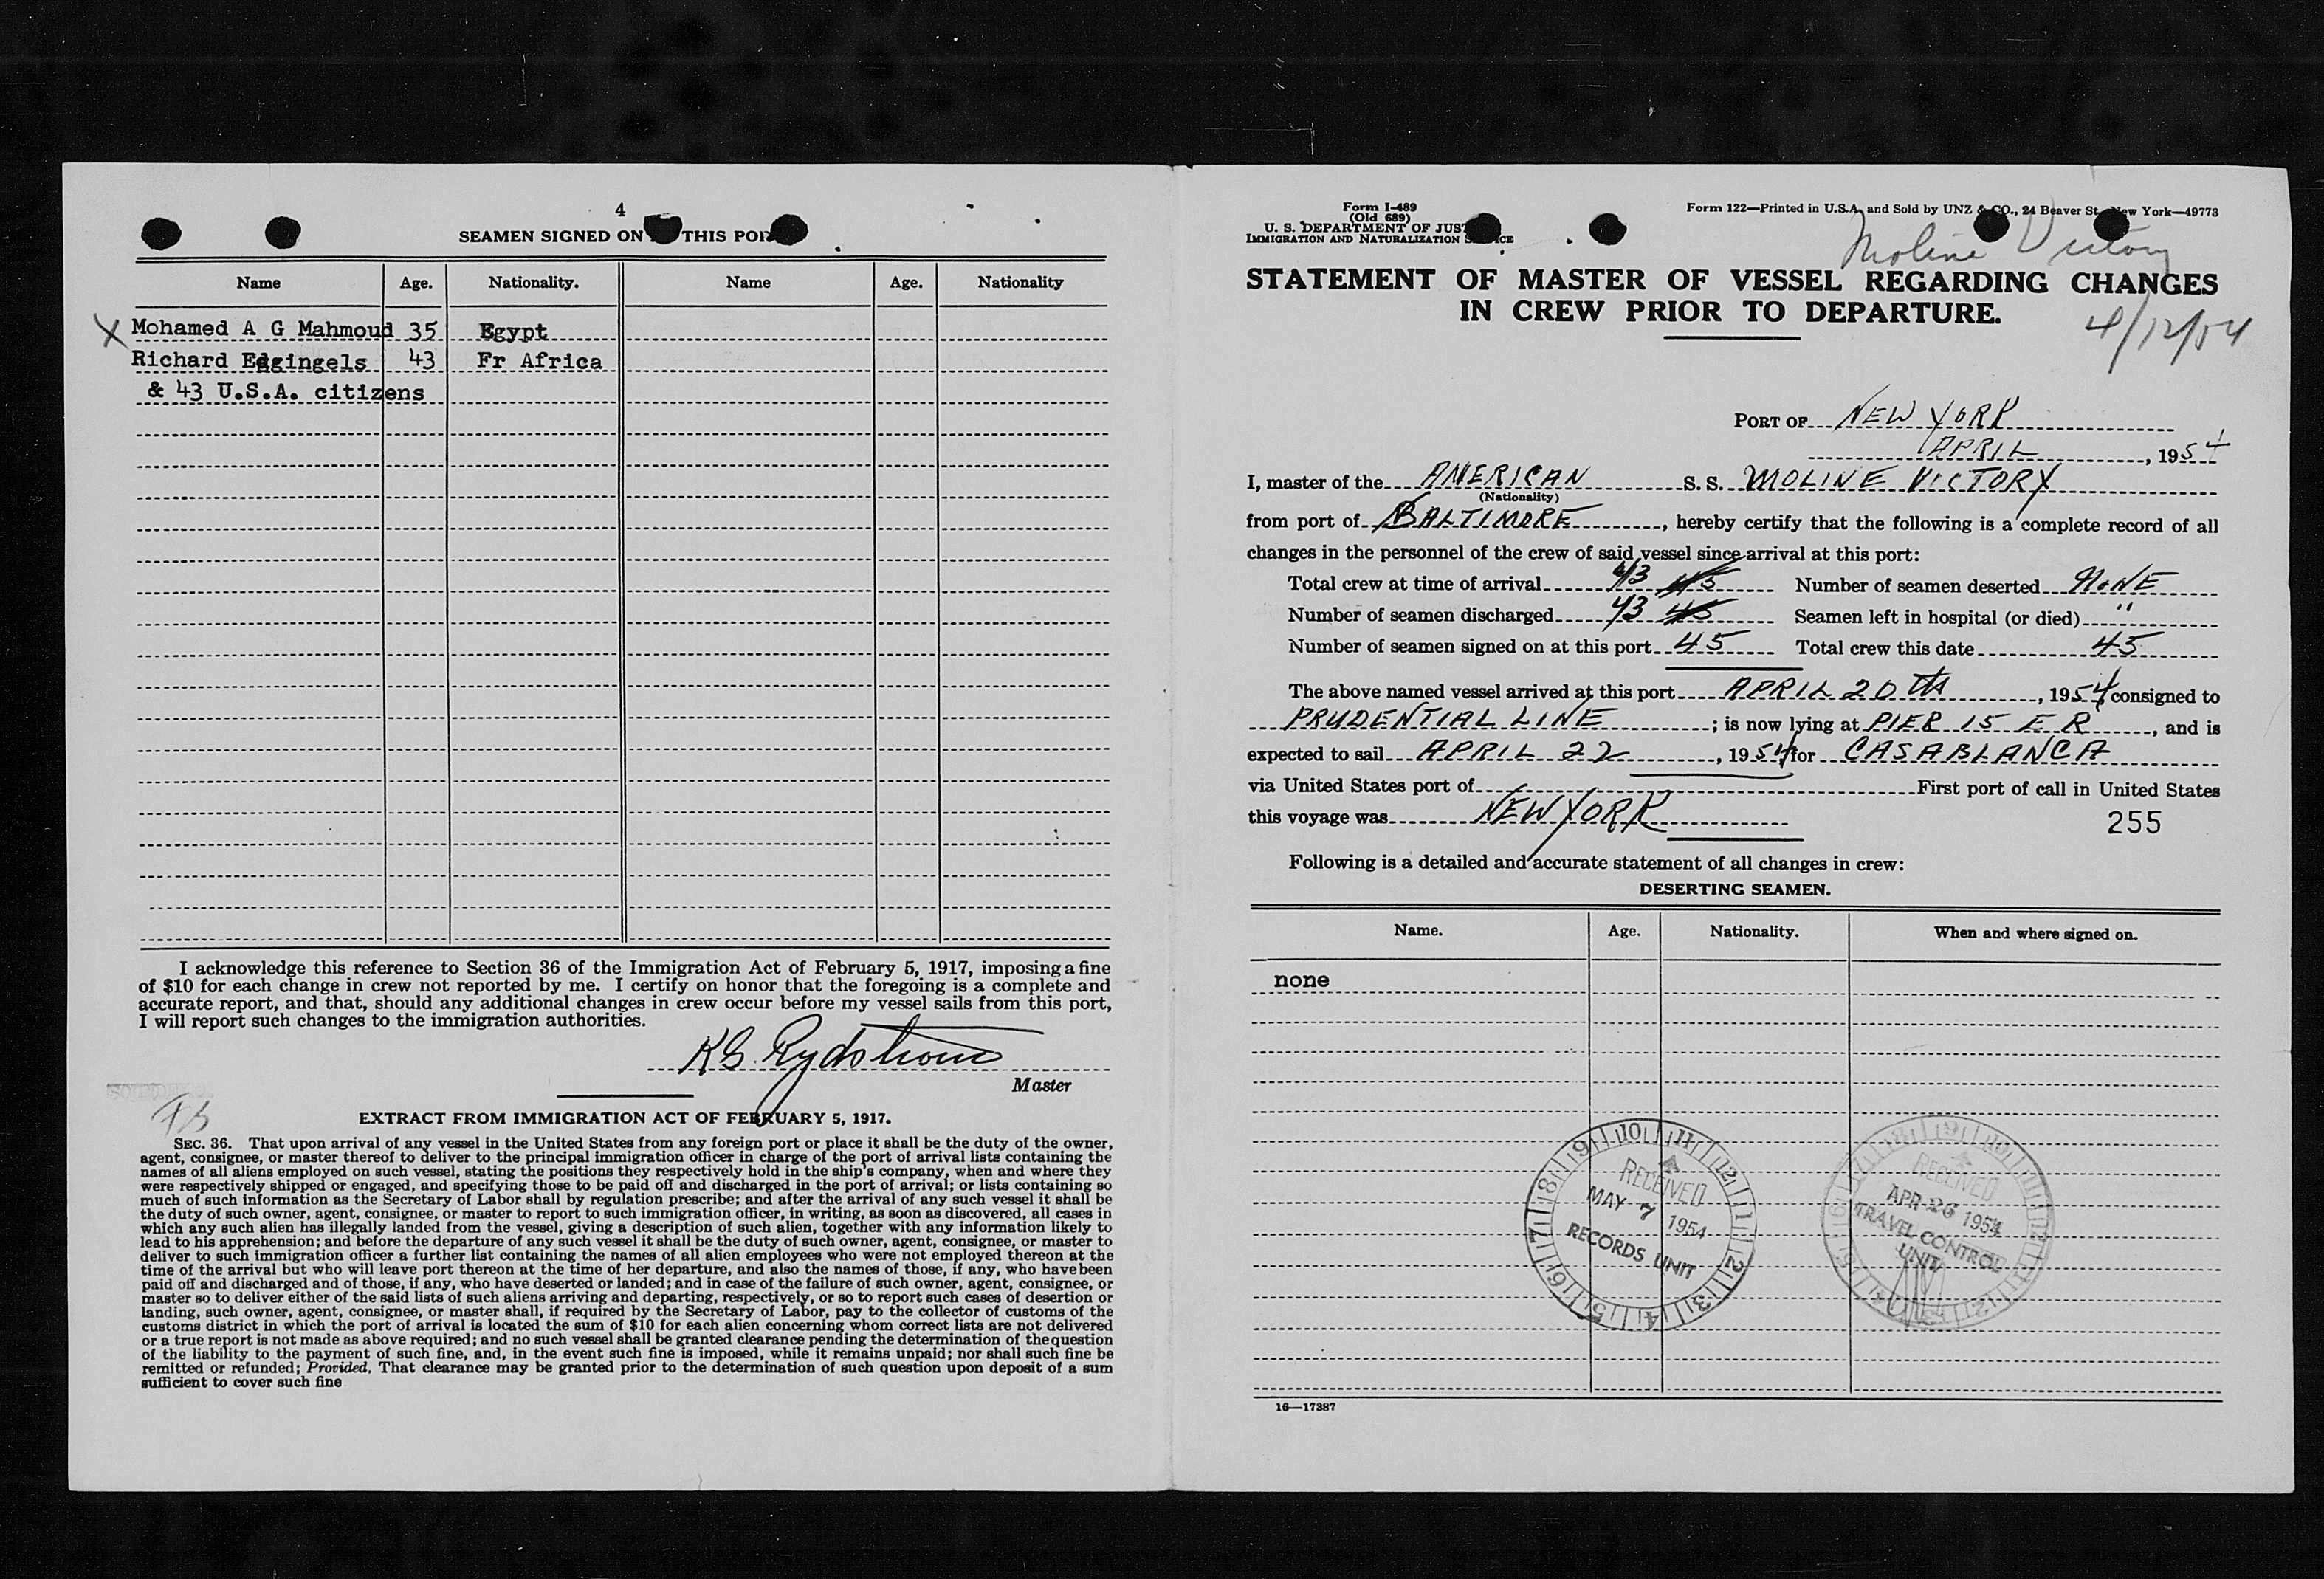 4
SEAMEN SIGNED ON THIS
Name Age. Nationality. Name Age. Nationality
X Mohamed A G Mahmoud 35 Egypt
Richard Edgingels 43 Fr Africa
& 43 U.S.A. citizens
I acknowledge this reference to Section 36 of the Immigration Act of February 5, 1917, imposing a fine
of $10 for each change in crew not reported by me. I certify on honor that the foregoing is a complete and
accurate report, and that, should any additional changes in crew occur before my vessel sails from this port,
I will report such changes to the immigration authorities.
KG Rydstrom
Master
EXTRACT FROM IMMIGRATION ACT OF FEBRUARY 5, 1917.
SEC. 36. That upon arrival of any vessel in the United States from any foreign port or place it shall be the duty of the owner,
agent, consignee, or master thereof to deliver to the principal immigration officer in charge of the port of arrival lists containing the
names of all aliens employed on such vessel, stating the positions they respectively hold in the ship's company, when and where they
were respectively shipped or engaged, and specifying those to be paid off and discharged in the port of arrival; or lists containing so
much of such information as the Secretary of Labor shall by regulation prescribe; and after the arrival of any such vessel it shall be
the duty of such owner, agent, consignee, or master to report to such immigration officer, in writing, as soon as discovered, all cases in
which any such alien has illegally landed from the vessel, giving a description of such alien, together with any information likely to
lead to his apprehension; and before the departure of any such vessel it shall be the duty of such owner, agent, consignee, or master to
deliver to such immigration officer a further list containing the names of all alien employees who were not employed thereon at the
time of the arrival but who will leave port thereon at the time of her departure, and also the names of those, if any, who have been
paid off and discharged and of those, if any, who have deserted or landed; and in case of the failure of such owner, agent, consignee, or
master so to deliver either of the said lists of such aliens arriving and departing, respectively, or so to report such cases of desertion or
landing, such owner, agent, consignee, or master shall, if required by the Secretary of Labor, pay to the collector of customs of the
customs district in which the port of arrival is located the sum of $10 for each alien concerning whom correct lists are not delivered
or a true report is not made as above required; and no such vessel shall be granted clearance pending the determination of the question
of the liability to the payment of such fine, and, in the event such fine is imposed, while it remains unpaid; nor shall such fine be
remitted or refunded; Provided, That clearance may be granted prior to the determination of such question upon deposit of a sum
sufficient to cover such fine
Form I-489
(Old 689)
U. S. DEPARTMENT OF
IMMIGRATION AND NATURALIZATION
Form 122—Printed in U.S.A. and Sold by UNZ & CO., 24 Beaver St., New York—49773
Moline Victory
STATEMENT OF MASTER OF VESSEL REGARDING CHANGES
IN CREW PRIOR TO DEPARTURE.
4/12/54
PORT OF NEW YORK
APRIL, 1954
I, master of the AMERICAN S. S. MOLINE VICTORY
(Nationality)
from port of BALTIMORE, hereby certify that the following is a complete record of all
changes in the personnel of the crew of said vessel since arrival at this port:
Total crew at time of arrival 43 45 Number of seamen deserted NONE
Number of seamen discharged 43 45 Seamen left in hospital (or died) "
Number of seamen signed on at this port 45 Total crew this date 45
The above named vessel arrived at this port APRIL 20TH, 1954 consigned to
PRUDENTIAL LINE; is now lying at PIER 15 E R, and is
expected to sail APRIL 22, 1954 for CASABLANCA
via United States port of First port of call in United States
this voyage was NEW YORK
255
Following is a detailed and accurate statement of all changes in crew:
DESERTING SEAMEN.
Name. Age. Nationality. When and where signed on.
none
RECEIVED
MAY 7 1954
RECORDS UNIT
RECEIVED
APR 26 1954
TRAVEL CONTROL
UNIT
16—17387